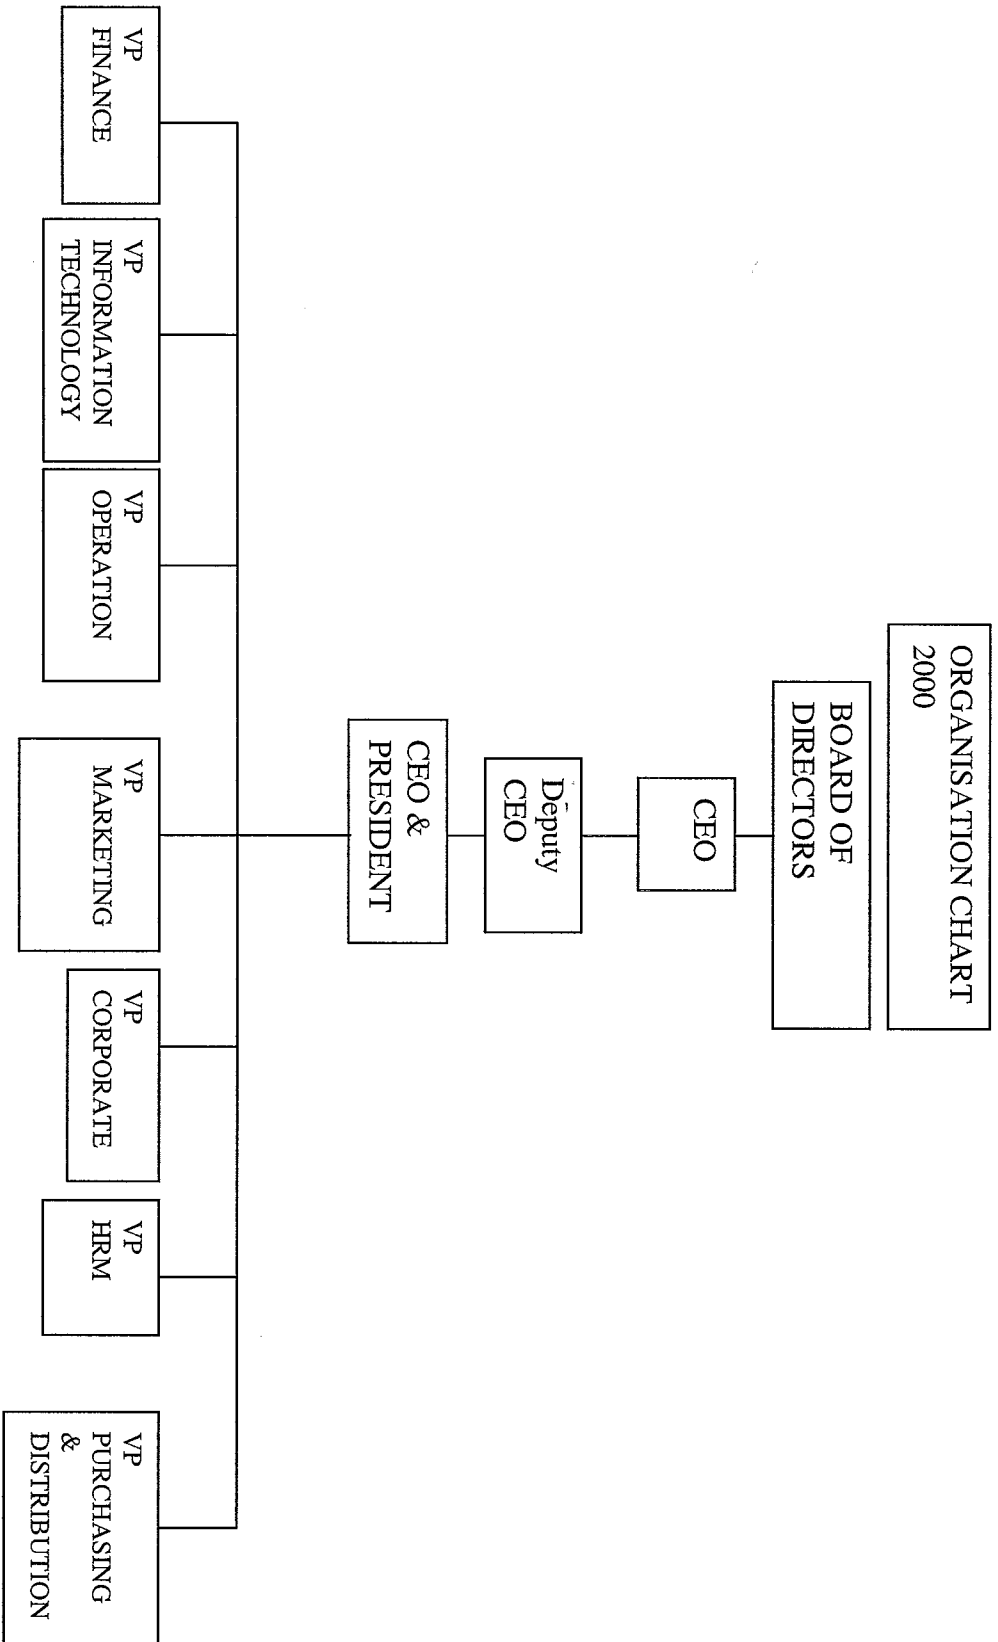 ORGANISATION CHART
2000
BOARD OF
DIRECTORS
CEO
Deputy
CEO
CEO &
PRESIDENT
VP
FINANCE
VP
INFORMATION
TECHNOLOGY
VP
OPERATION
VP
MARKETING
VP
CORPORATE
VP
HRM
VP
PURCHASING
&
DISTRIBUTION